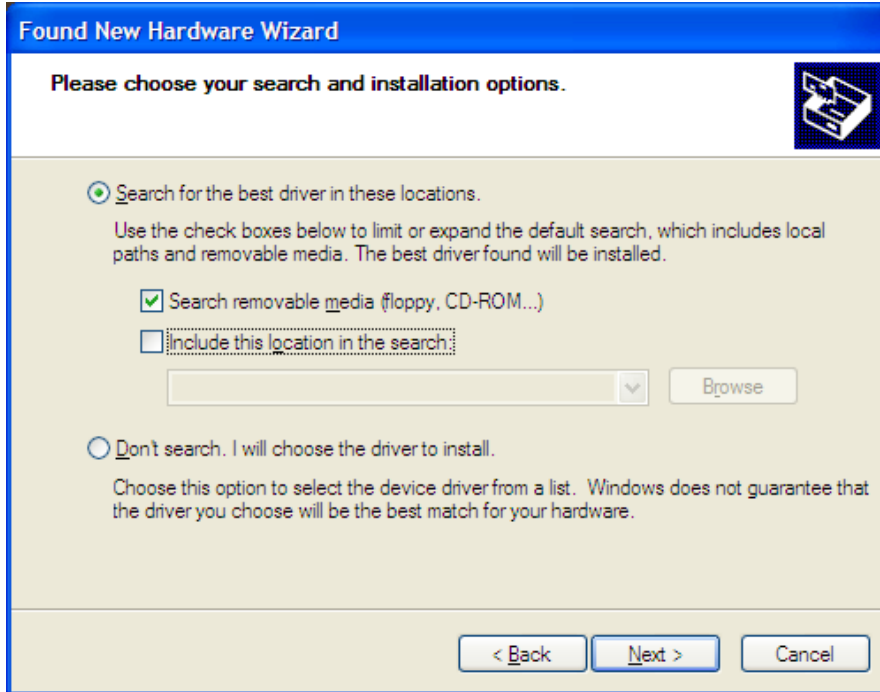 Found New Hardware Wizard
Please choose your search and installation options.
Search for the best driver in these locations.
Use the check boxes below to limit or expand the default search, which includes local
paths and removable media. The best driver found will be installed.
Search removable media (floppy, CD-ROM...)
Include this location in the search:
Browse
Don't search. I will choose the driver to install.
Choose this option to select the device driver from a list.  Windows does not guarantee that
the driver you choose will be the best match for your hardware.
< Back
Next >
Cancel